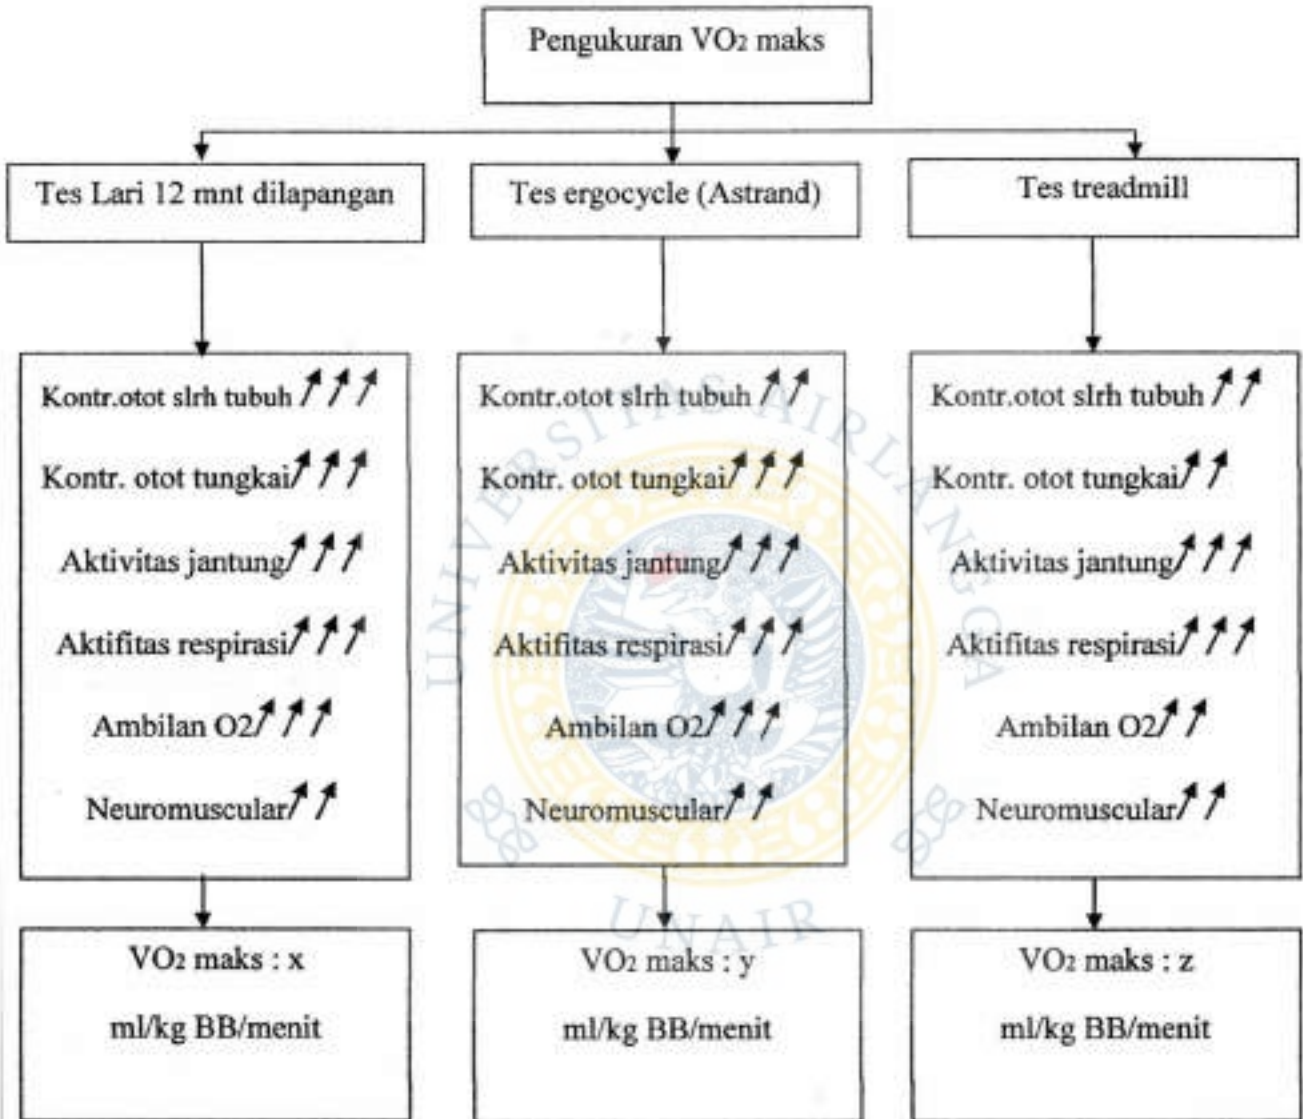 Pengukuran VO2 maks
Tes Lari 12 mnt dilapangan
Tes ergocycle (Astrand)
Tes treadmill
Kontr.otot slrh tubuh
Kontr. otot tungkai
Aktivitas jantung
Aktifitas respirasi
Ambilan O2
Neuromuscular
Kontr.otot slrh tubuh
Kontr. otot tungkai
Aktivitas jantung
Aktifitas respirasi
Ambilan O2
Neuromuscular
Kontr.otot slrh tubuh
Kontr. otot tungkai
Aktivitas jantung
Aktifitas respirasi
Ambilan O2
Neuromuscular
VO2 maks : x
ml/kg BB/menit
VO2 maks : y
ml/kg BB/menit
VO2 maks : z
ml/kg BB/menit
UNIVERSITAS AIRLANGGA
UNAIR